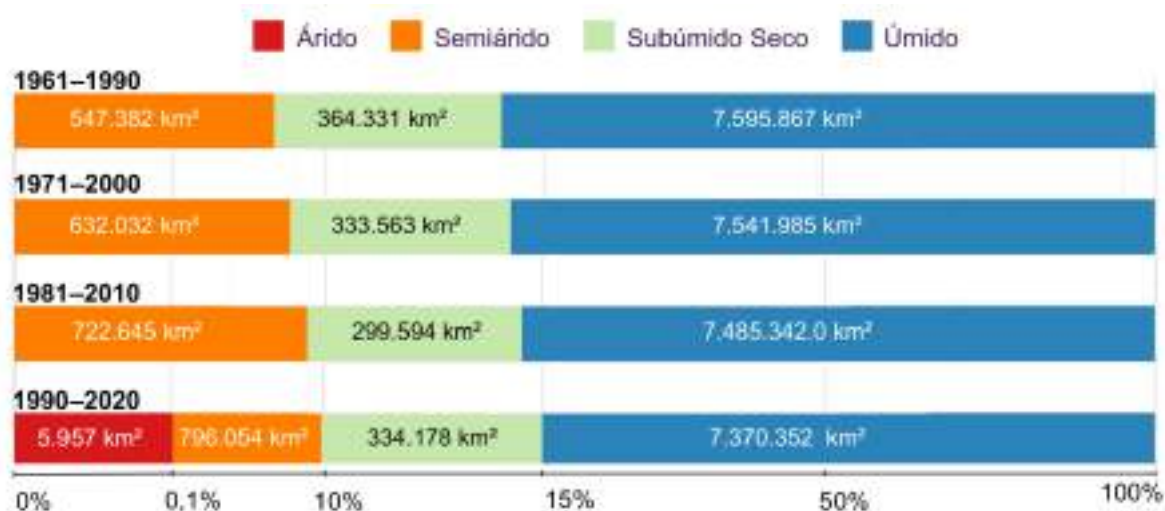 Árido Semiárido Subúmido Seco Úmido
1961–1990
547.382 km² 364.331 km² 7.595.867 km²
1971–2000
632.032 km² 333.563 km² 7.541.985 km²
1981–2010
722.645 km² 299.594 km² 7.485.342.0 km²
1990–2020
5.957 km² 796.054 km² 334.178 km² 7.370.352 km²
0% 0,1% 10% 15% 50% 100%